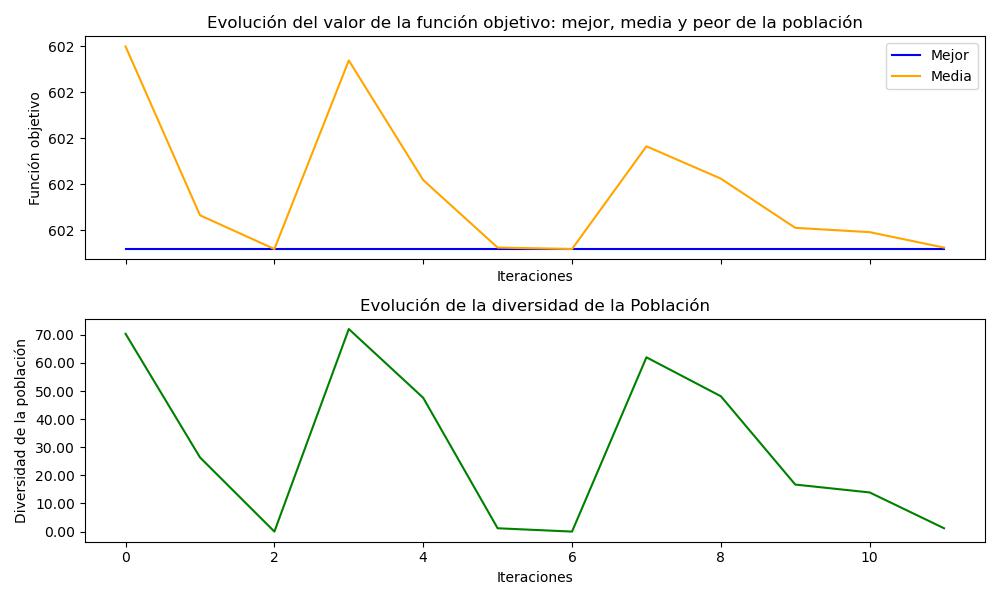 Evolución del valor de la función objetivo: mejor, media y peor de la población
602
602
602
602
602
Función objetivo
Mejor
Media
Iteraciones
Evolución de la diversidad de la Población
70.00
60.00
50.00
40.00
30.00
20.00
10.00
0.00
Diversidad de la población
0 2 4 6 8 10
Iteraciones